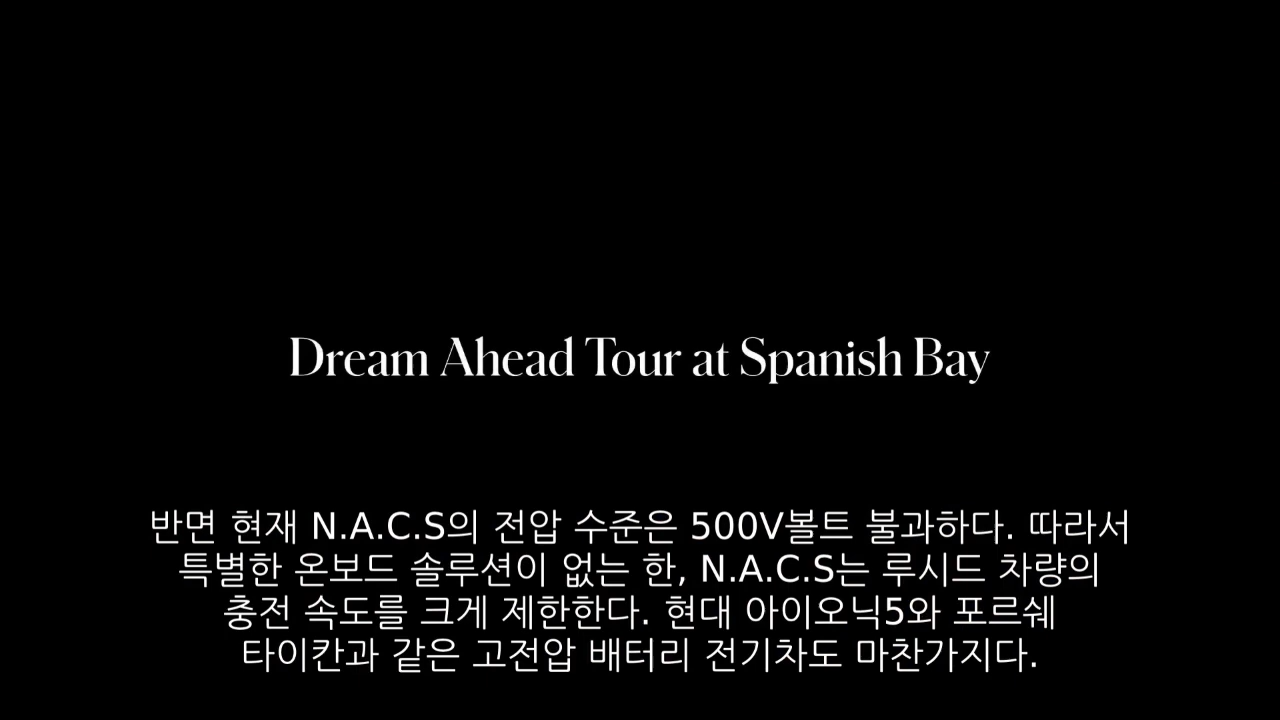 Dream Ahead Tour at Spanish Bay
반면 현재 N.A.C.S의 전압 수준은 500V볼트 불과하다. 따라서
특별한 온보드 솔루션이 없는 한, N.A.C.S는 루시드 차량의
충전 속도를 크게 제한한다. 현대 아이오닉5와 포르쉐
타이칸과 같은 고전압 배터리 전기차도 마찬가지다.